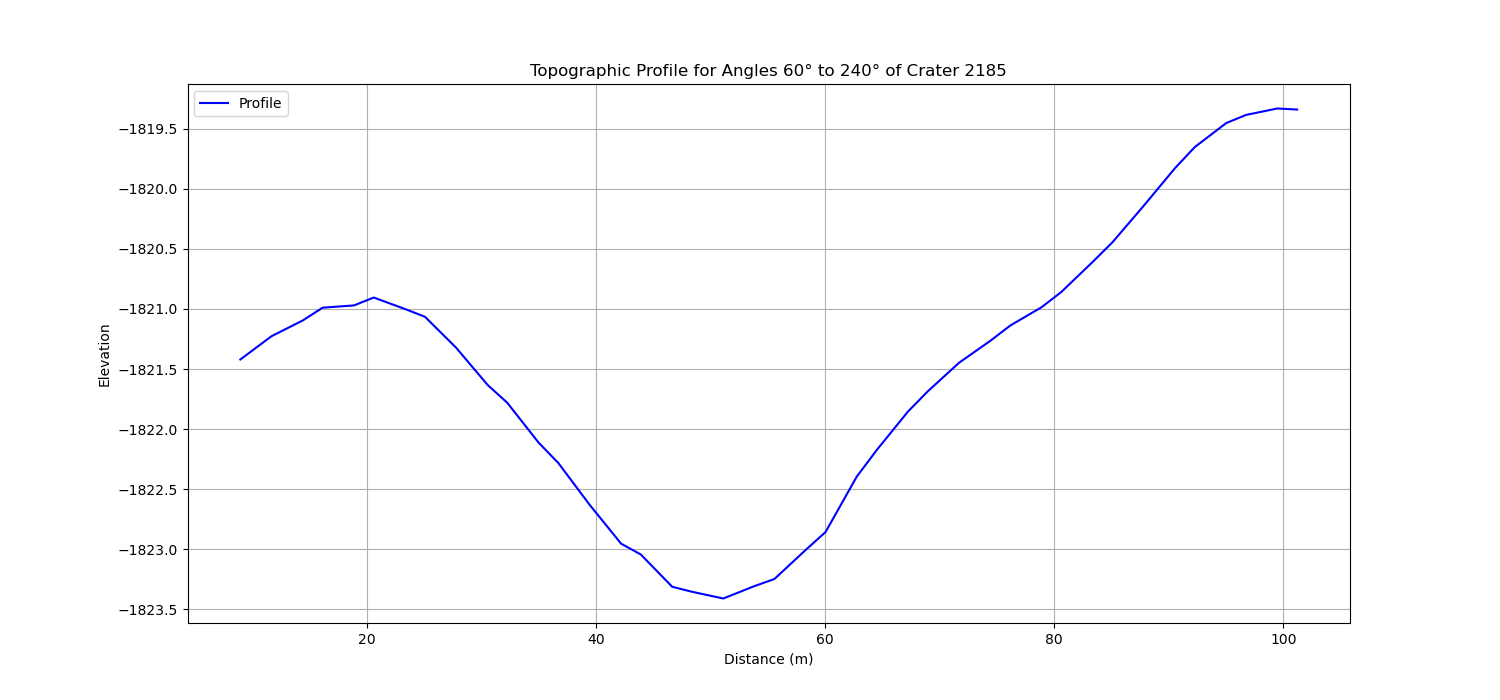 Topographic Profile for Angles 60° to 240° of Crater 2185
Profile
−1819.5
−1820.0
−1820.5
−1821.0
−1821.5
−1822.0
−1822.5
−1823.0
−1823.5
Elevation
20 40 60 80 100
Distance (m)